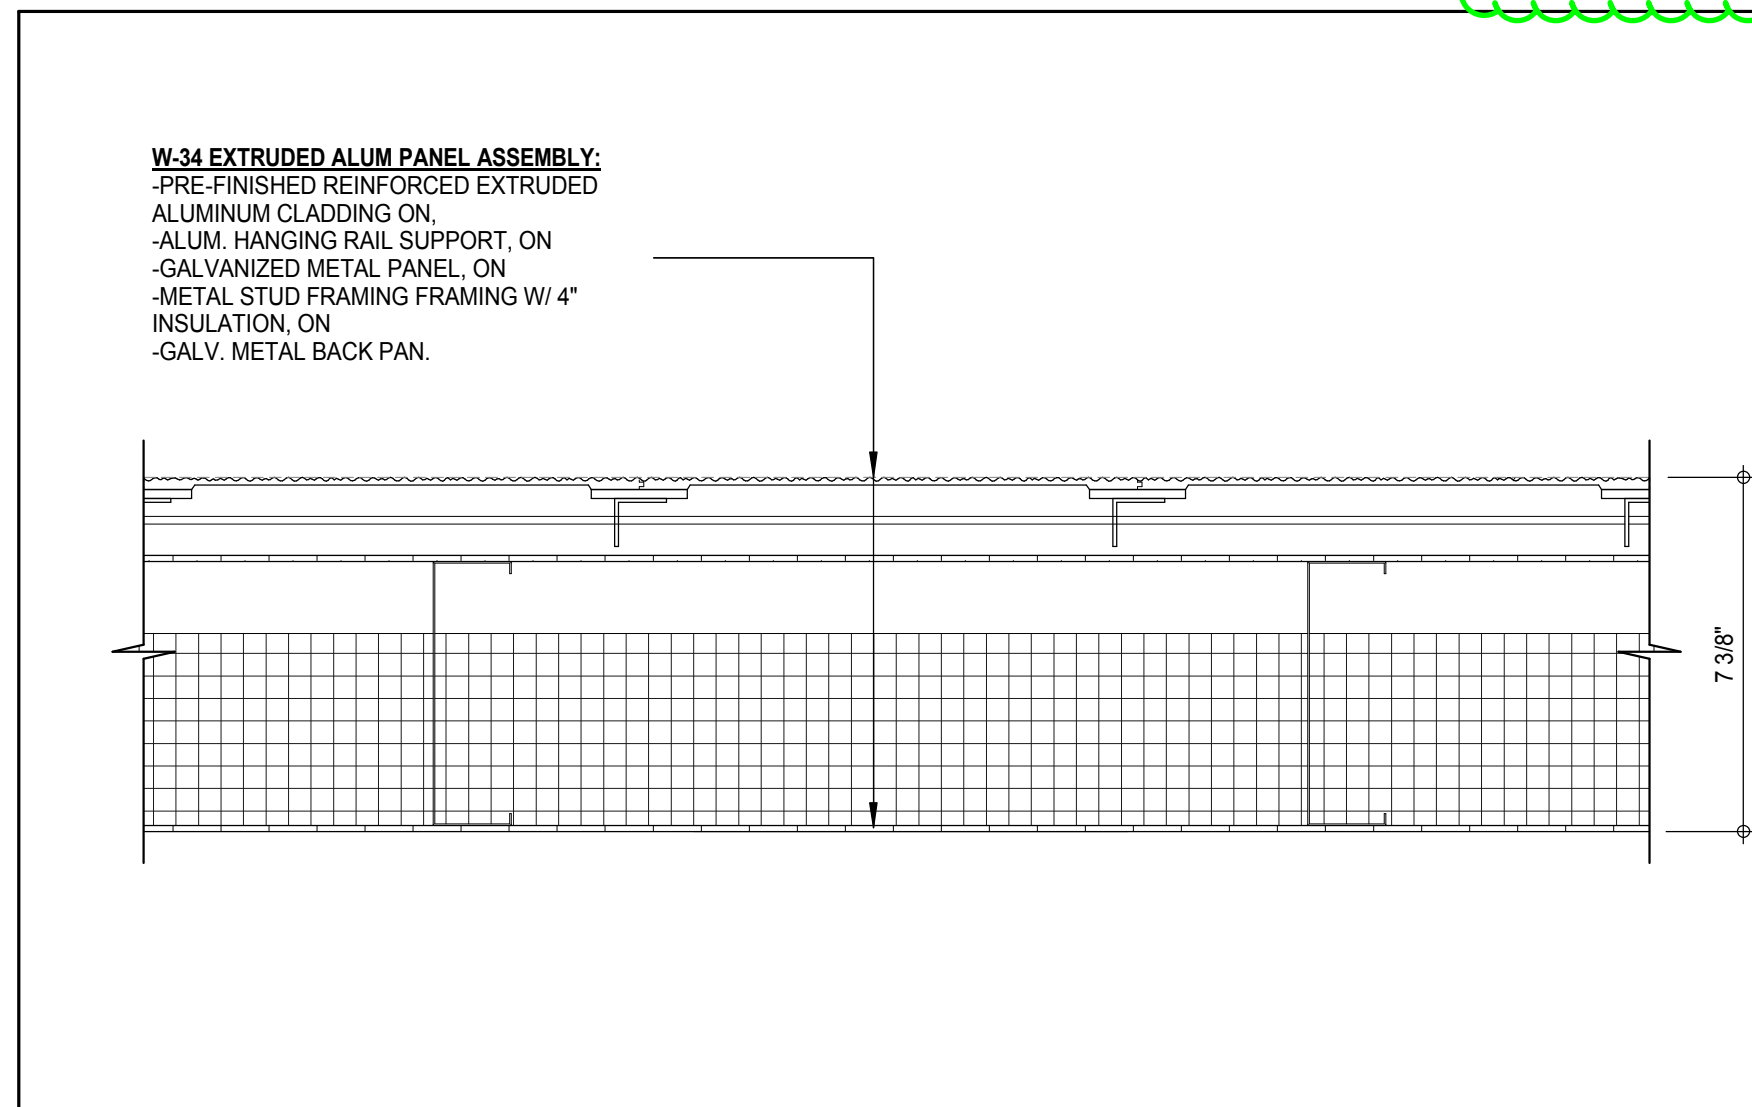 W-34 EXTRUDED ALUM PANEL ASSEMBLY:
-PRE-FINISHED REINFORCED EXTRUDED
ALUMINUM CLADDING ON,
-ALUM. HANGING RAIL SUPPORT, ON
-GALVANIZED METAL PANEL, ON
-METAL STUD FRAMING FRAMING W/ 4"
INSULATION, ON
-GALV. METAL BACK PAN.
7 3/8"